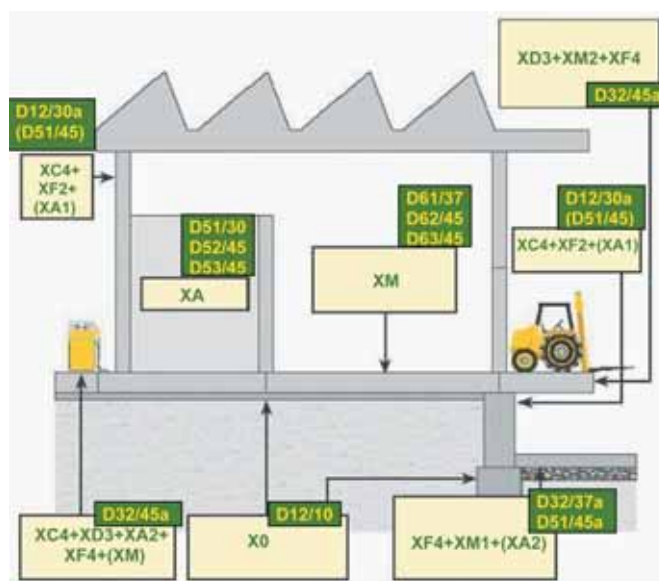 XD3+XM2+XF4
D32/45a
D12/30a
(D51/45)
XC4+
XF2+
(XA1)
D51/30
D52/45
D53/45
XA
D61/37
D62/45
D63/45
XM
D12/30a
(D51/45)
XC4+XF2+(XA1)
D32/45a
XC4+XD3+XA2+
XF4+(XM)
D12/10
X0
D32/37a
D51/45a
XF4+XM1+(XA2)